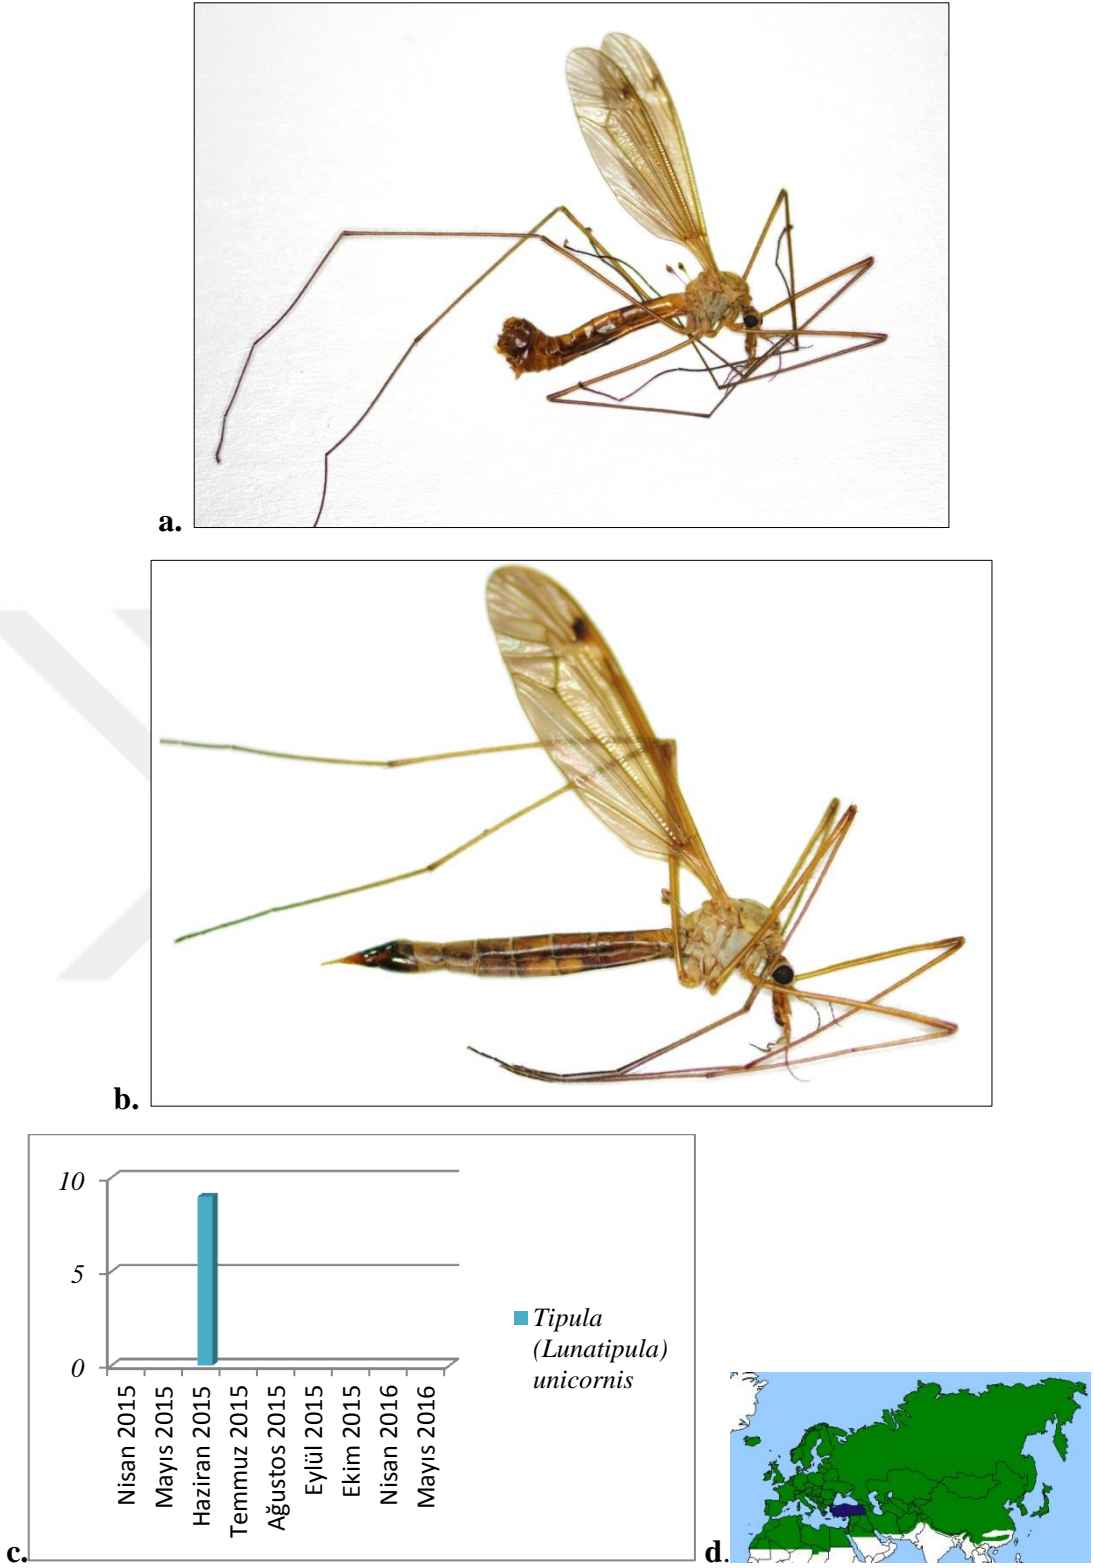 a.
b.
10
5
0
Nisan 2015
Mayıs 2015
Haziran 2015
Temmuz 2015
Ağustos 2015
Eylül 2015
Ekim 2015
Nisan 2016
Mayıs 2016
Tipula
(Lunatipula)
unicornis
c.
d.